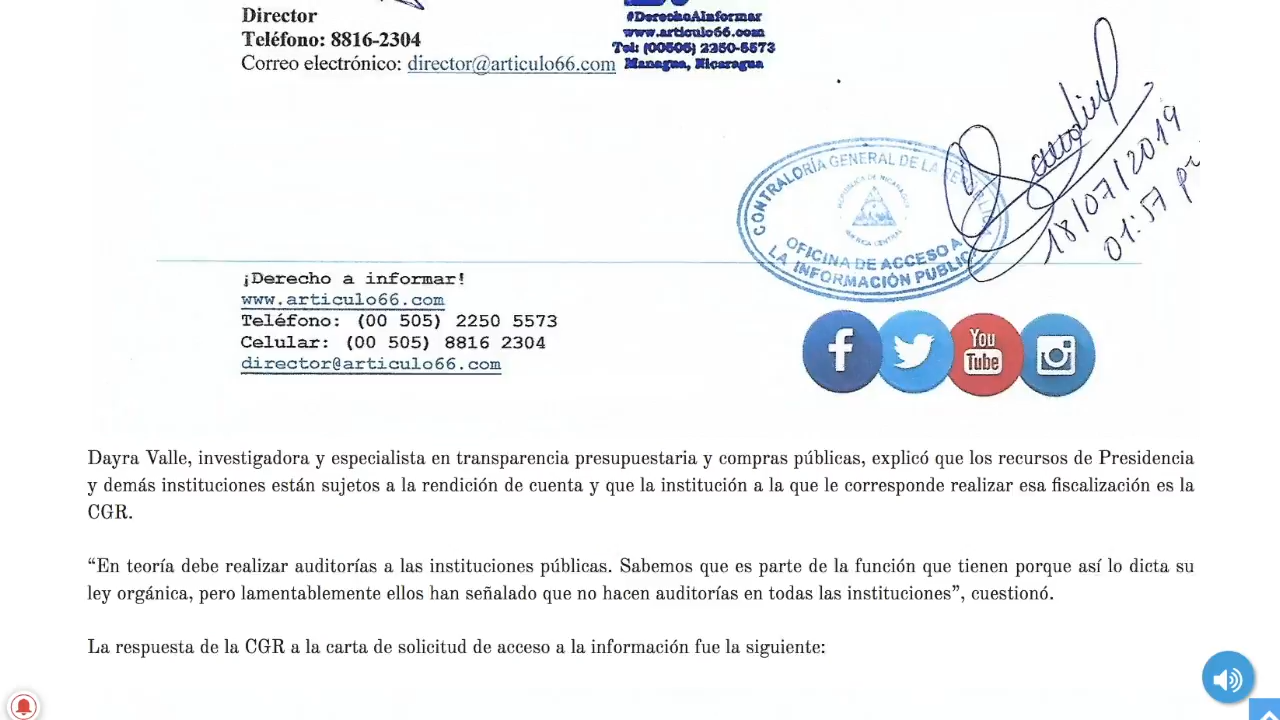 Director
Teléfono: 8816-2304
Correo electrónico: director@articulo66.com
#DerechoAInformar
www.articulo66.com
Tel: (00505) 2250-5573
Managua, Nicaragua
CONTRALORÍA GENERAL DE LA REPÚBLICA
OFICINA DE ACCESO A
LA INFORMACIÓN PÚBLICA
18/07/2019
01:57
¡Derecho a informar!
www.articulo66.com
Teléfono: (00 505) 2250 5573
Celular: (00 505) 8816 2304
director@articulo66.com
You
Tube
Dayra Valle, investigadora y especialista en transparencia presupuestaria y compras públicas, explicó que los recursos de Presidencia
y demás instituciones están sujetos a la rendición de cuenta y que la institución a la que le corresponde realizar esa fiscalización es la
CGR.
“En teoría debe realizar auditorías a las instituciones públicas. Sabemos que es parte de la función que tienen porque así lo dicta su
ley orgánica, pero lamentablemente ellos han señalado que no hacen auditorías en todas las instituciones”, cuestionó.
La respuesta de la CGR a la carta de solicitud de acceso a la información fue la siguiente: